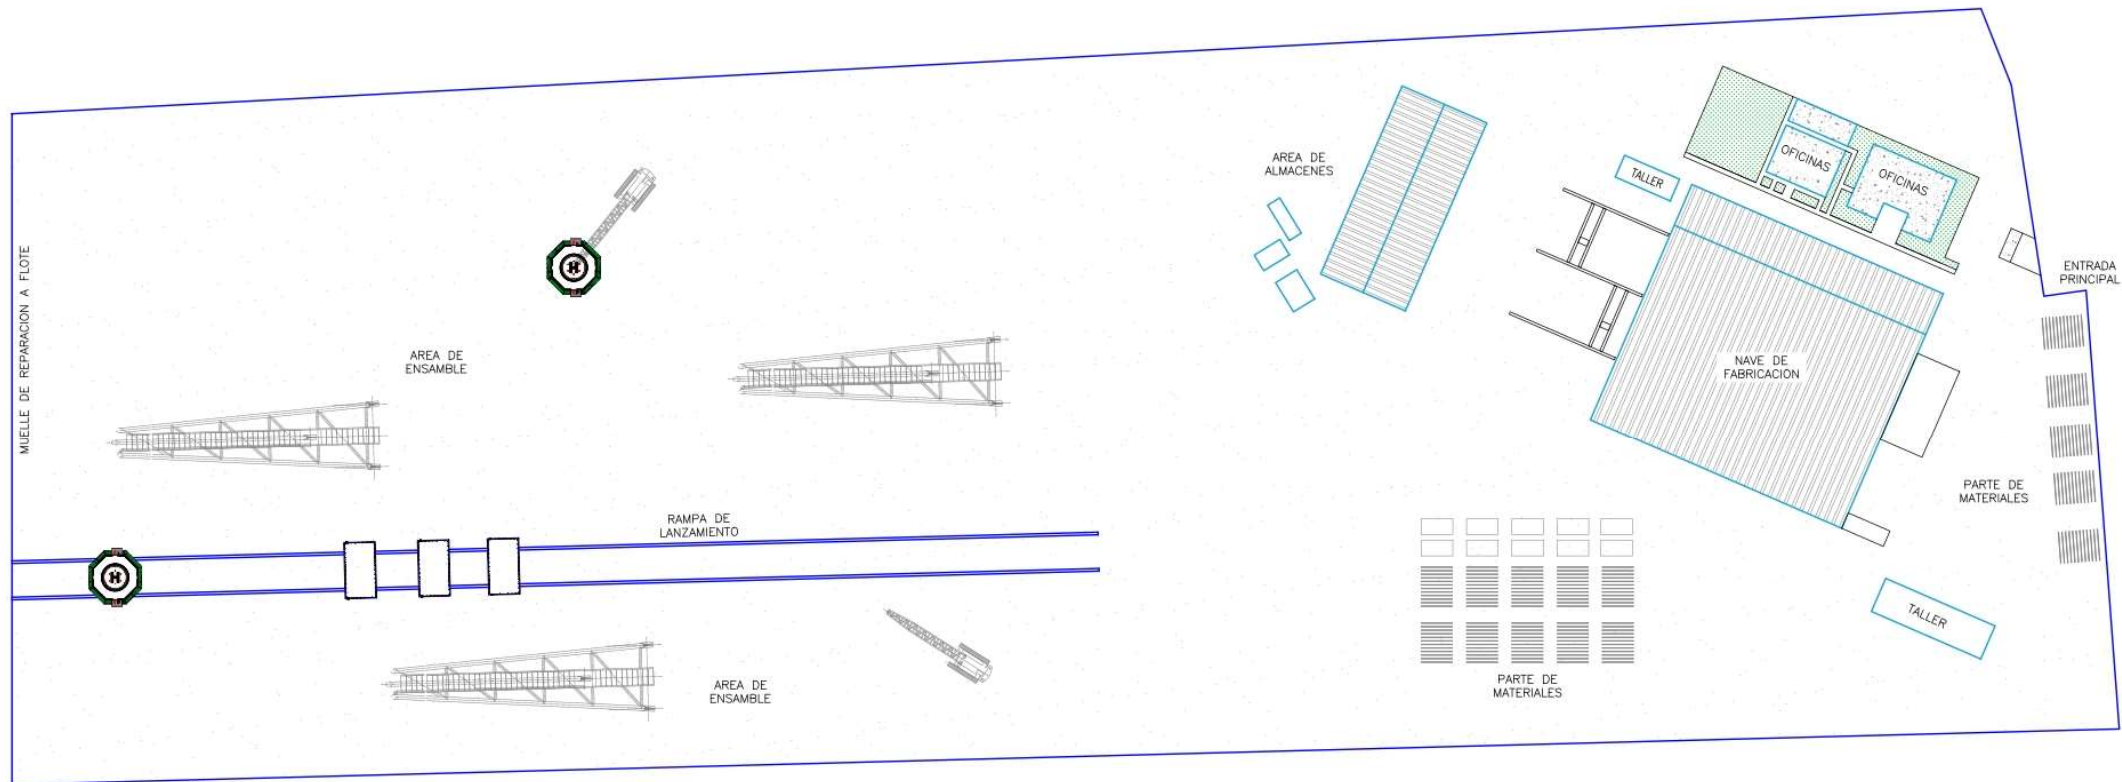 MUELLE DE REPARACION A FLOTE
AREA DE
ENSAMBLE
RAMPA DE
LANZAMIENTO
AREA DE
ENSAMBLE
AREA DE
ALMACENES
TALLER
OFICINAS
OFICINAS
NAVE DE
FABRICACION
ENTRADA
PRINCIPAL
PARTE DE
MATERIALES
TALLER
PARTE DE
MATERIALES
H
H